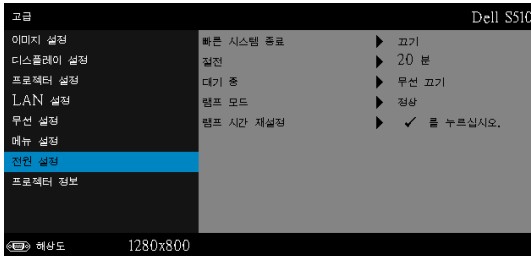 고급 Dell S510
이미지 설정
디스플레이 설정
프로젝터 설정
LAN 설정
무선 설정
메뉴 설정
전원 설정
프로젝터 정보
빠른 시스템 종료 끄기
절전 20 분
대기 중 무선 끄기
램프 모드 정상
램프 시간 재설정 ✓ 를 누르십시오.
해상도 1280x800